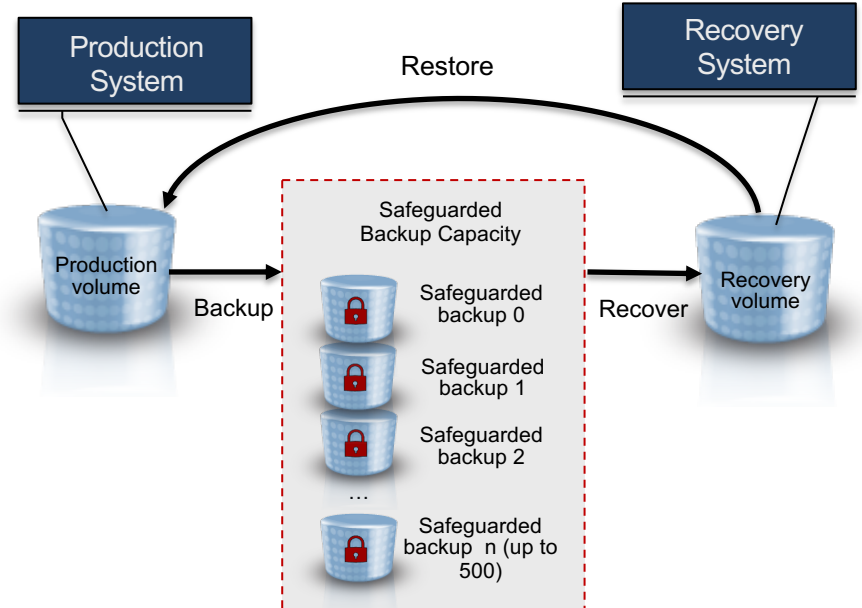 Production
System
Recovery
System
Restore
Safeguarded
Backup Capacity
Production
volume
Backup
Safeguarded
backup 0
Safeguarded
backup 1
Safeguarded
backup 2
...
Safeguarded
backup  n (up to
500)
Recover
Recovery
volume